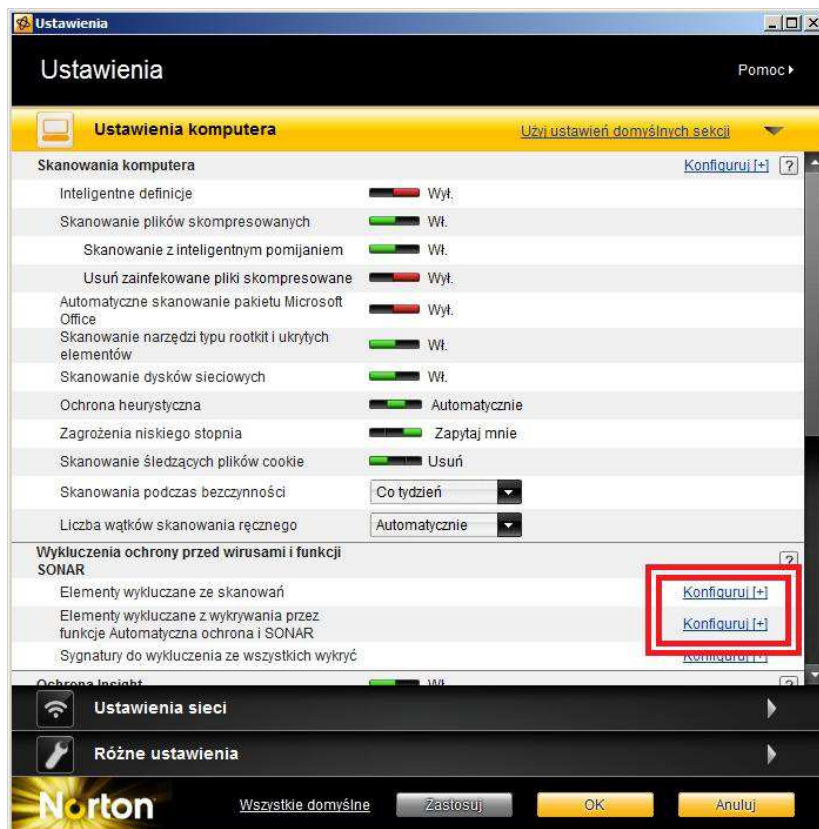 Ustawienia
Ustawienia
Pomoc
Ustawienia komputera
Użyj ustawień domyślnych sekcji
Skanowania komputera
Konfiguruj [+]
?
Inteligentne definicje
Wył.
Skanowanie plików skompresowanych
Wł.
Skanowanie z inteligentnym pomijaniem
Wł.
Usuń zainfekowane pliki skompresowane
Wył.
Automatyczne skanowanie pakietu Microsoft
Office
Wył.
Skanowanie narzędzi typu rootkit i ukrytych
elementów
Wł.
Skanowanie dysków sieciowych
Wł.
Ochrona heurystyczna
Automatycznie
Zagrożenia niskiego stopnia
Zapytaj mnie
Skanowanie śledzących plików cookie
Usuń
Skanowania podczas bezczynności
Co tydzień
Liczba wątków skanowania ręcznego
Automatycznie
Wykluczenia ochrony przed wirusami i funkcji
SONAR
?
Elementy wykluczane ze skanowań
Konfiguruj [+]
Elementy wykluczane z wykrywania przez
funkcje Automatyczna ochrona i SONAR
Konfiguruj [+]
Sygnatury do wykluczenia ze wszystkich wykryć
Konfiguruj [+]
Ochrona Insight
Wł.
?
Ustawienia sieci
Różne ustawienia
Norton
Wszystkie domyślne
Zastosuj
OK
Anuluj